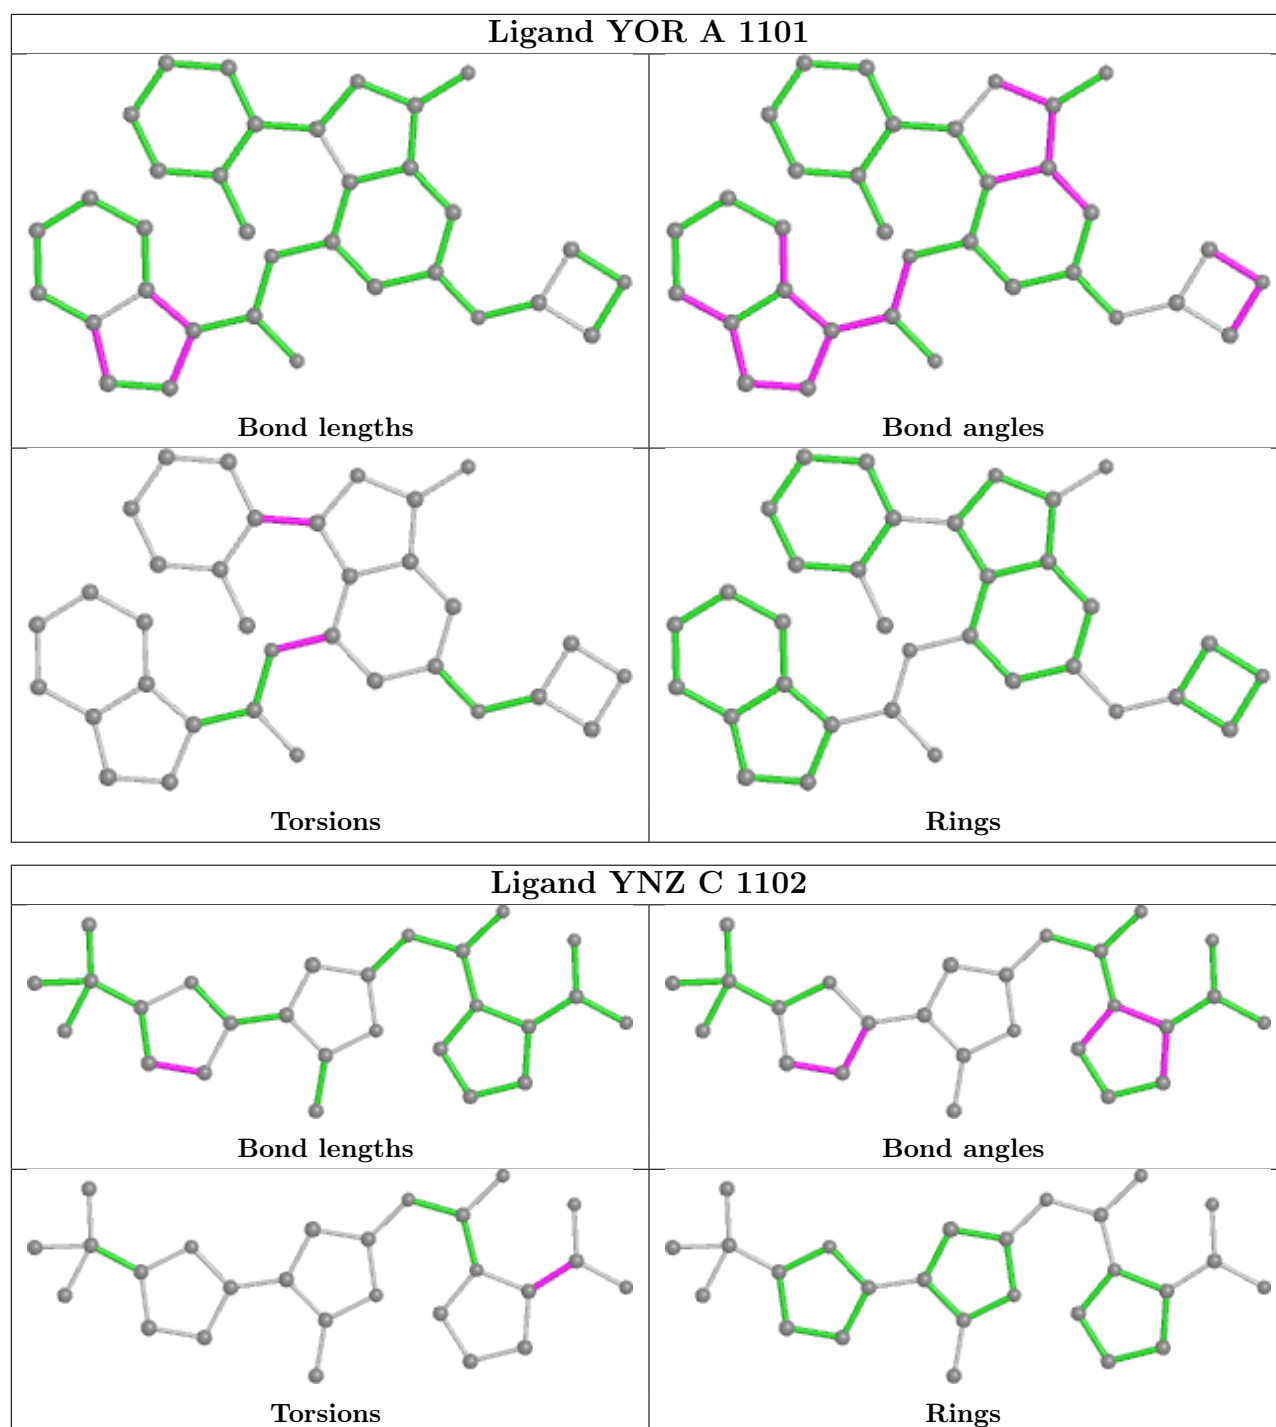 Ligand YOR A 1101
Bond lengths
Bond angles
Torsions
Rings
Ligand YNZ C 1102
Bond lengths
Bond angles
Torsions
Rings